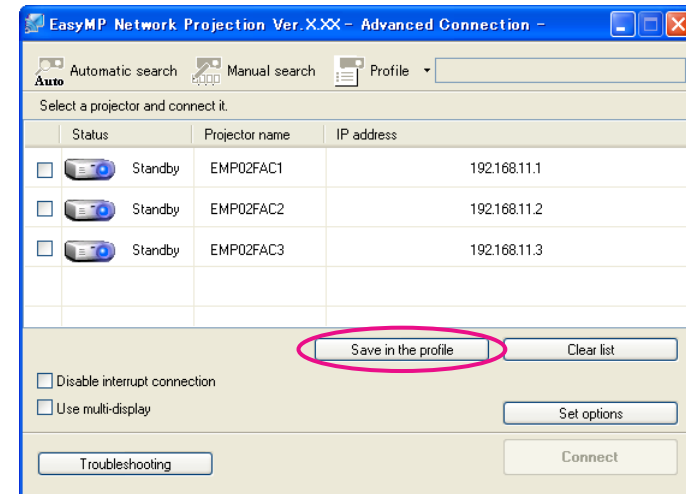 EasyMP Network Projection Ver.X.XX - Advanced Connection -
Auto Automatic search Manual search Profile
Select a projector and connect it.
Status Projector name IP address
Standby EMP02FAC1 192.168.11.1
Standby EMP02FAC2 192.168.11.2
Standby EMP02FAC3 192.168.11.3
Save in the profile Clear list
Disable interrupt connection
Use multi-display Set options
Troubleshooting Connect